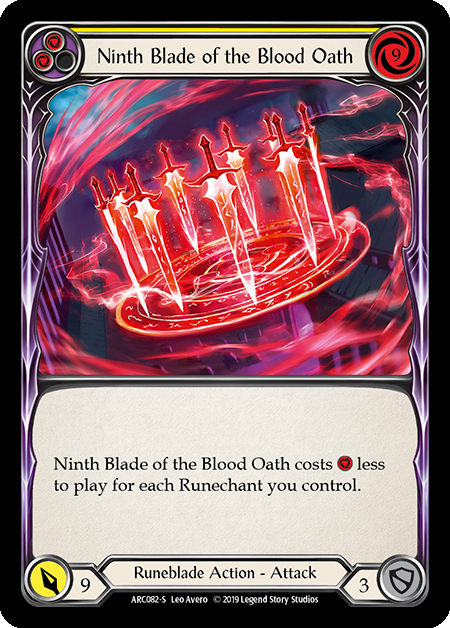 Ninth Blade of the Blood Oath
9
Ninth Blade of the Blood Oath costs less
to play for each Runechant you control.
9
Runeblade Action - Attack
3
ARC082-S Leo Avero © 2019 Legend Story Studios